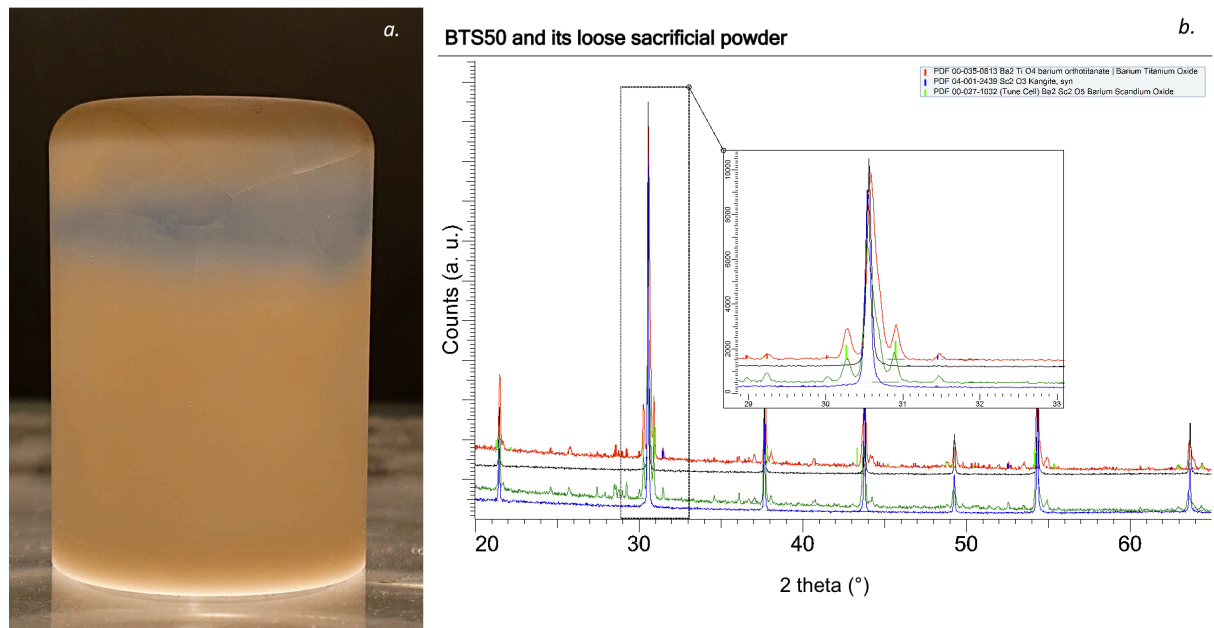 a.
b.
BTS50 and its loose sacrificial powder
PDF 00-035-0813 Ba2 Ti O4 barium orthotitanate | Barium Titanium Oxide
PDF 04-001-2439 Sc2 O3 Kangite, syn
PDF 00-027-1032 (Tune Cell) Ba2 Sc2 O5 Barium Scandium Oxide
Counts (a. u.)
10000
8000
6000
4000
2000
0
29 30 31 32 33
20 30 40 50 60
2 theta (°)